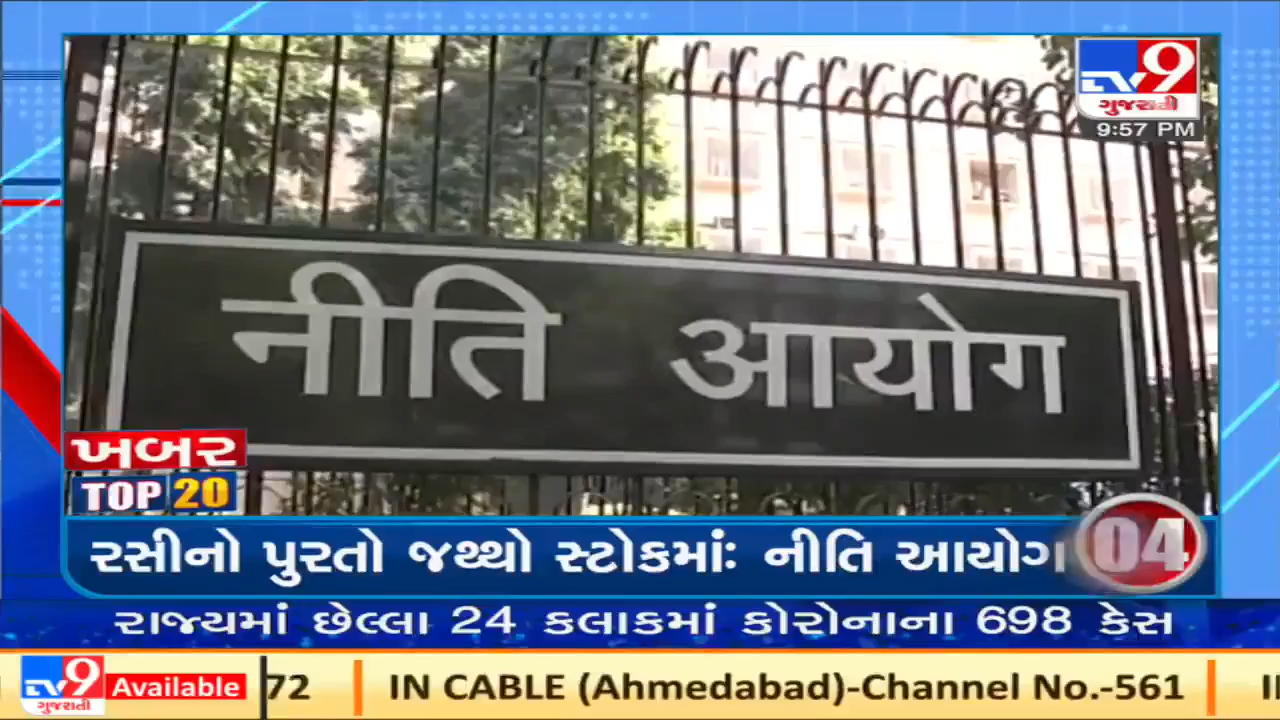 TV9
ગુજરાતી
9:57 PM
नीति आयोग
ખબર
TOP 20
રસીનો પુરતો જથ્થો સ્ટોકમાંઃ નીતિ આયોગ
04
રાજ્યમાં છેલ્લા 24 કલાકમાં કોરોનાના 698 કેસ
TV9
ગુજરાતી
Available
72
IN CABLE (Ahmedabad)-Channel No.-561